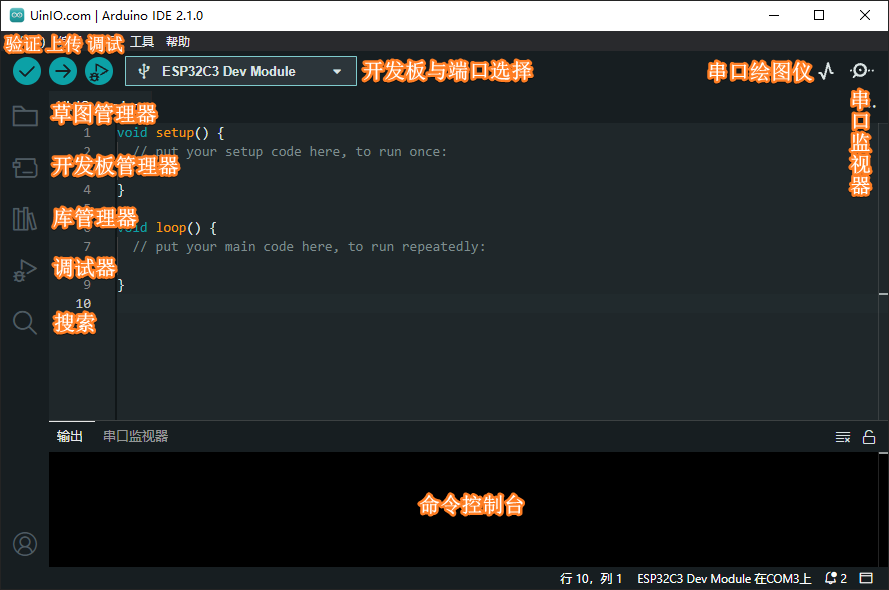 UinIO.com | Arduino IDE 2.1.0
验证 上传 调试 工具 帮助
ESP32C3 Dev Module
开发板与端口选择
串口绘图仪
串口监视器
草图管理器
1 void setup() {
// put your setup code here, to run once:
开发板管理器
4 }
库管理器
void loop() {
7 // put your main code here, to run repeatedly:
调试器
9 }
10
搜索
输出 串口监视器
命令控制台
行 10，列 1 ESP32C3 Dev Module 在COM3上 2